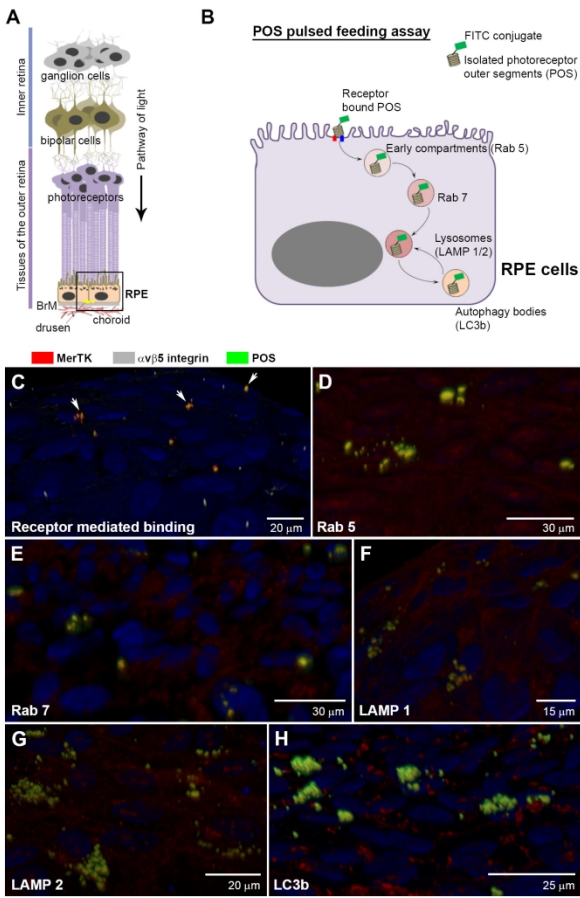 A
Inner retina
Tissues of the outer retina
ganglion cells
bipolar cells
photoreceptors
Pathway of light
RPE
BrM
drusen
choroid
B
POS pulsed feeding assay
FITC conjugate
Isolated photoreceptor
outer segments (POS)
Receptor
bound POS
Early compartments (Rab 5)
Rab 7
Lysosomes
(LAMP 1/2)
RPE cells
Autophagy bodies
(LC3b)
MerTK
αvβ5 integrin
POS
C
Receptor mediated binding
20 µm
D
Rab 5
30 µm
E
Rab 7
30 µm
F
LAMP 1
15 µm
G
LAMP 2
20 µm
H
LC3b
25 µm